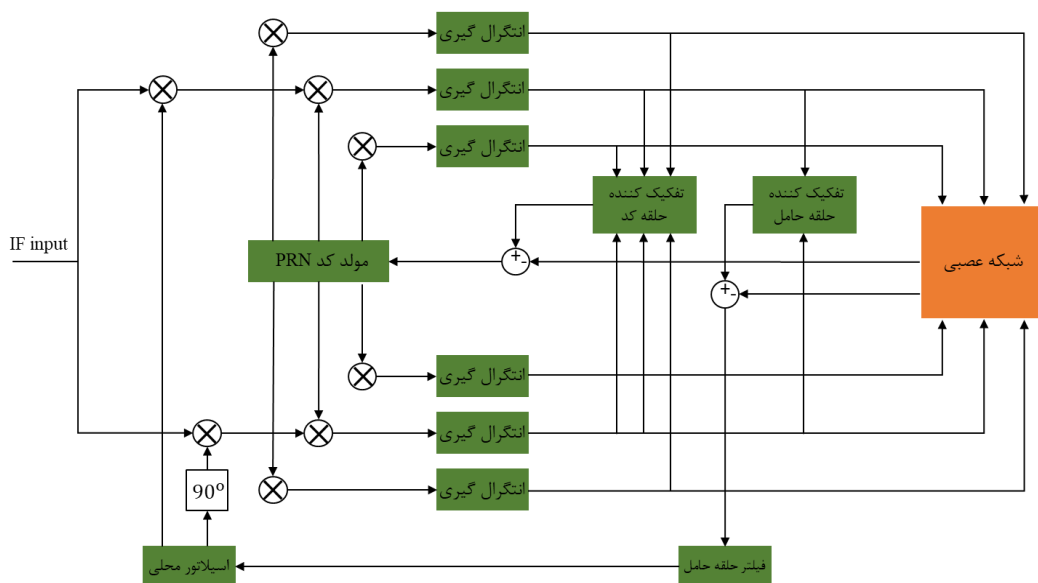 انتگرال گیری
انتگرال گیری
انتگرال گیری
تفکیک کننده
حلقه کد
تفکیک کننده
حلقه حامل
IF input
مولد کد PRN
+
-
شبکه عصبی
+
-
انتگرال گیری
انتگرال گیری
انتگرال گیری
90°
اسیلاتور محلی
فیلتر حلقه حامل